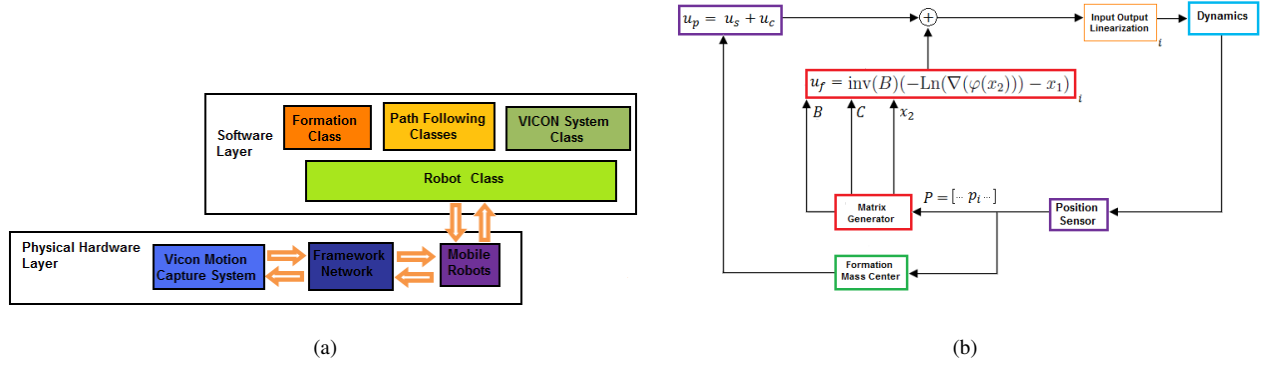 Software
Layer
Formation
Class
Path Following
Classes
VICON System
Class
Robot Class
Physical Hardware
Layer
Vicon Motion
Capture System
Framework
Network
Mobile
Robots
(a)
u_p = u_s + u_c
+
Input Output
Linearization
i
Dynamics
u_f = inv(B)(−Ln(∇(φ(x_2))) − x_1)
i
B
C
x_2
Matrix
Generator
P = [⋯ p_i ⋯]
Position
Sensor
Formation
Mass Center
(b)